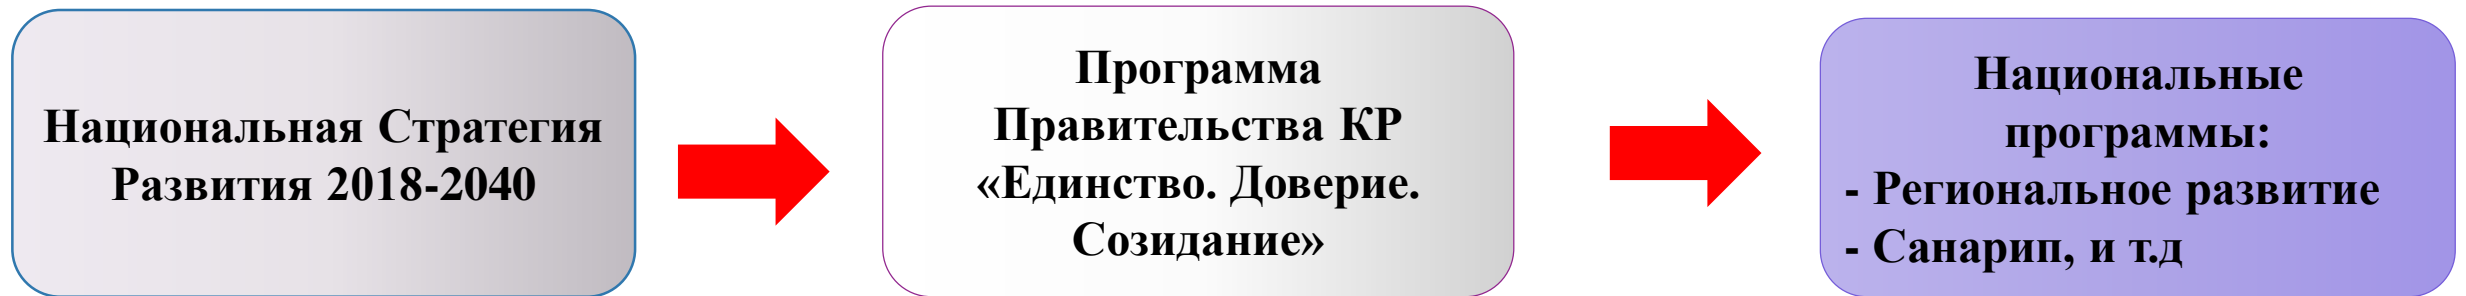 Национальная Стратегия
Развития 2018-2040
Программа
Правительства КР
«Единство. Доверие.
Созидание»
Национальные
программы:
- Региональное развитие
- Санарип, и т.д